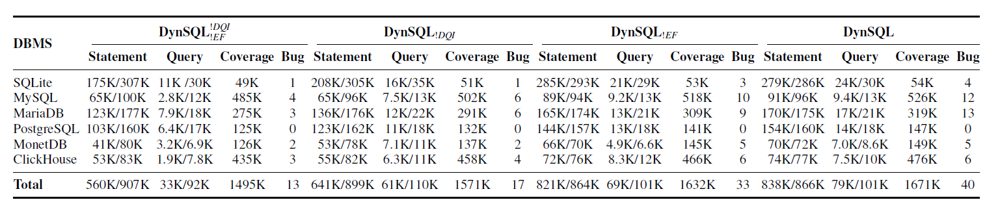 DBMS DynSQL !DQI !EF DynSQL !DQI DynSQL !EF DynSQL
Statement Query Coverage Bug Statement Query Coverage Bug Statement Query Coverage Bug Statement Query Coverage Bug
SQLite 175K/307K 11K /30K 49K 1 208K/305K 16K/35K 51K 1 285K/293K 21K/29K 53K 3 279K/286K 24K/30K 54K 4
MySQL 65K/100K 2.8K/12K 485K 4 65K/96K 7.5K/13K 502K 6 89K/94K 9.2K/13K 518K 10 91K/96K 9.4K/13K 526K 12
MariaDB 123K/177K 7.9K/18K 275K 3 136K/176K 12K/22K 291K 6 165K/174K 13K/21K 309K 9 170K/175K 17K/21K 319K 13
PostgreSQL 103K/160K 6.4K/17K 125K 0 123K/162K 11K/18K 132K 0 144K/157K 13K/18K 141K 0 154K/160K 14K/18K 147K 0
MonetDB 41K/80K 3.2K/6.9K 126K 2 53K/78K 7.1K/11K 137K 2 66K/70K 4.9K/6.6K 145K 5 70K/72K 7.0K/8.6K 149K 5
ClickHouse 53K/83K 1.9K/7.8K 435K 3 55K/82K 6.3K/11K 458K 4 72K/76K 8.3K/12K 466K 6 74K/77K 7.5K/10K 476K 6
Total 560K/907K 33K/92K 1495K 13 641K/899K 61K/110K 1571K 17 821K/864K 69K/101K 1632K 33 838K/866K 79K/101K 1671K 40